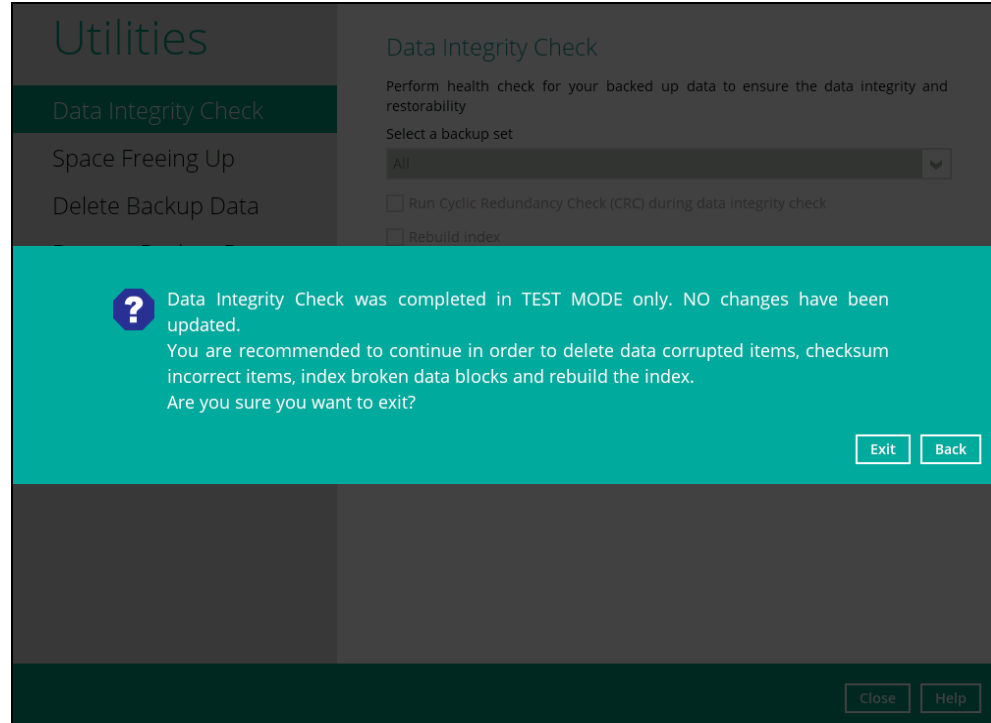 Utilities
Data Integrity Check
Space Freeing Up
Delete Backup Data
Data Integrity Check
Perform health check for your backed up data to ensure the data integrity and
restorability
Select a backup set
All
Run Cyclic Redundancy Check (CRC) during data integrity check
Rebuild index
Data Integrity Check was completed in TEST MODE only. NO changes have been
updated.
You are recommended to continue in order to delete data corrupted items, checksum
incorrect items, index broken data blocks and rebuild the index.
Are you sure you want to exit?
Exit Back
Close Help